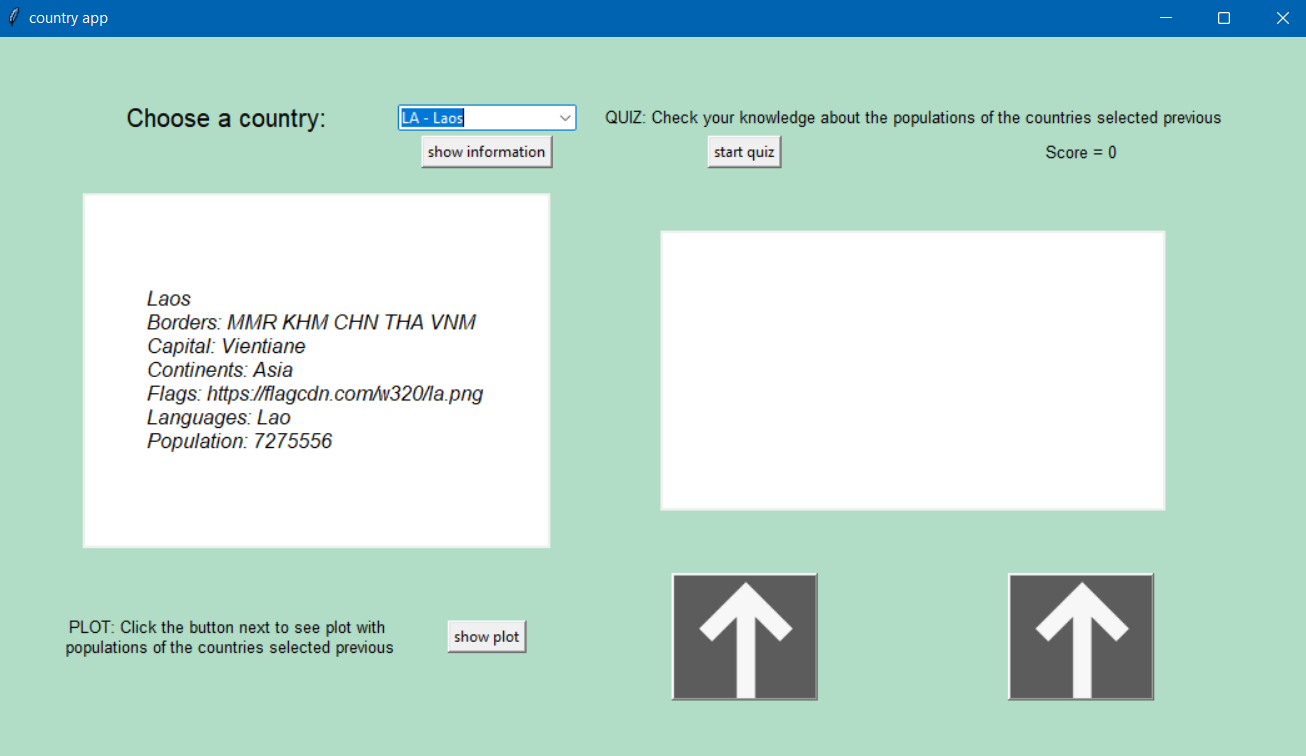 country app
Choose a country:
LA - Laos
QUIZ: Check your knowledge about the populations of the countries selected previous
show information
start quiz
Score = 0
Laos
Borders: MMR KHM CHN THA VNM
Capital: Vientiane
Continents: Asia
Flags: https://flagcdn.com/w320/la.png
Languages: Lao
Population: 7275556
PLOT: Click the button next to see plot with
populations of the countries selected previous
show plot